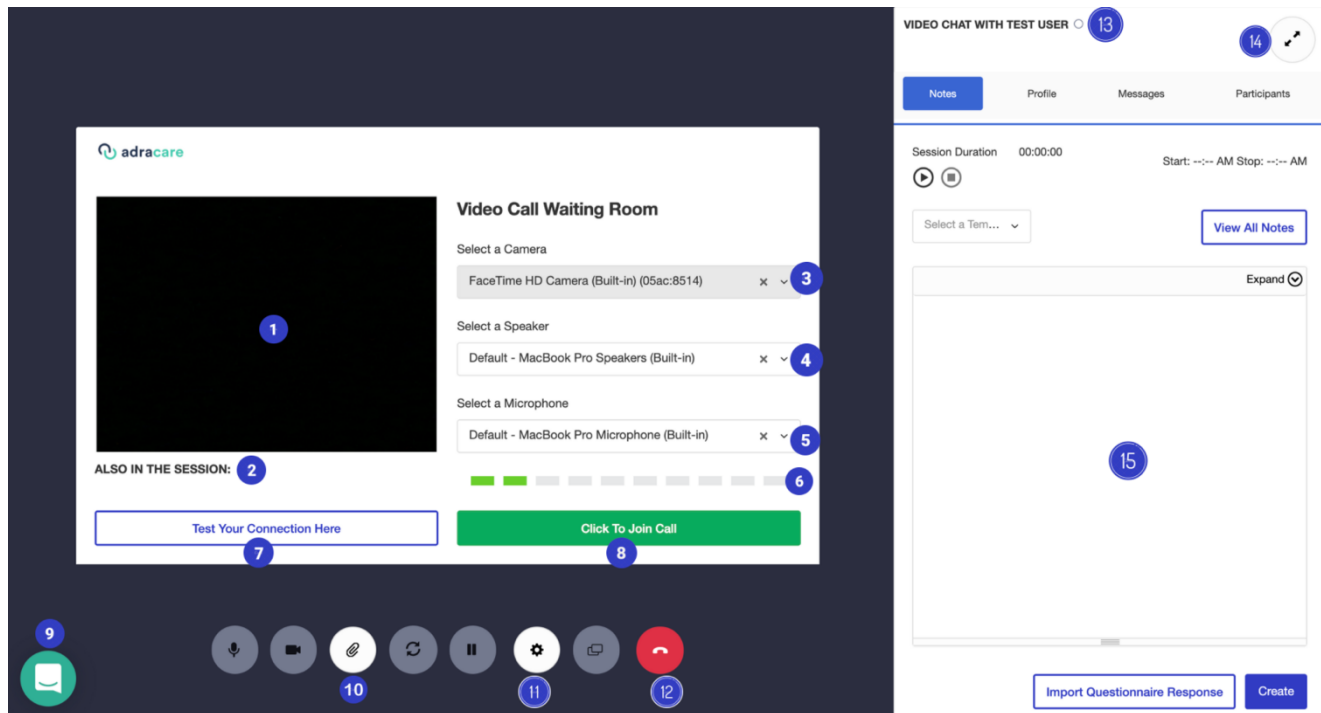 VIDEO CHAT WITH TEST USER 13
14
Notes Profile Messages Participants
adracare
Session Duration 00:00:00
Start: --:-- AM Stop: --:-- AM
Select a Tem...
View All Notes
Expand
Video Call Waiting Room
Select a Camera
FaceTime HD Camera (Built-in) (05ac:8514) 3
1
Select a Speaker
Default - MacBook Pro Speakers (Built-in) 4
Select a Microphone
Default - MacBook Pro Microphone (Built-in) 5
ALSO IN THE SESSION: 2
6
15
Test Your Connection Here
7
Click To Join Call
8
9
10
11
12
Import Questionnaire Response
Create